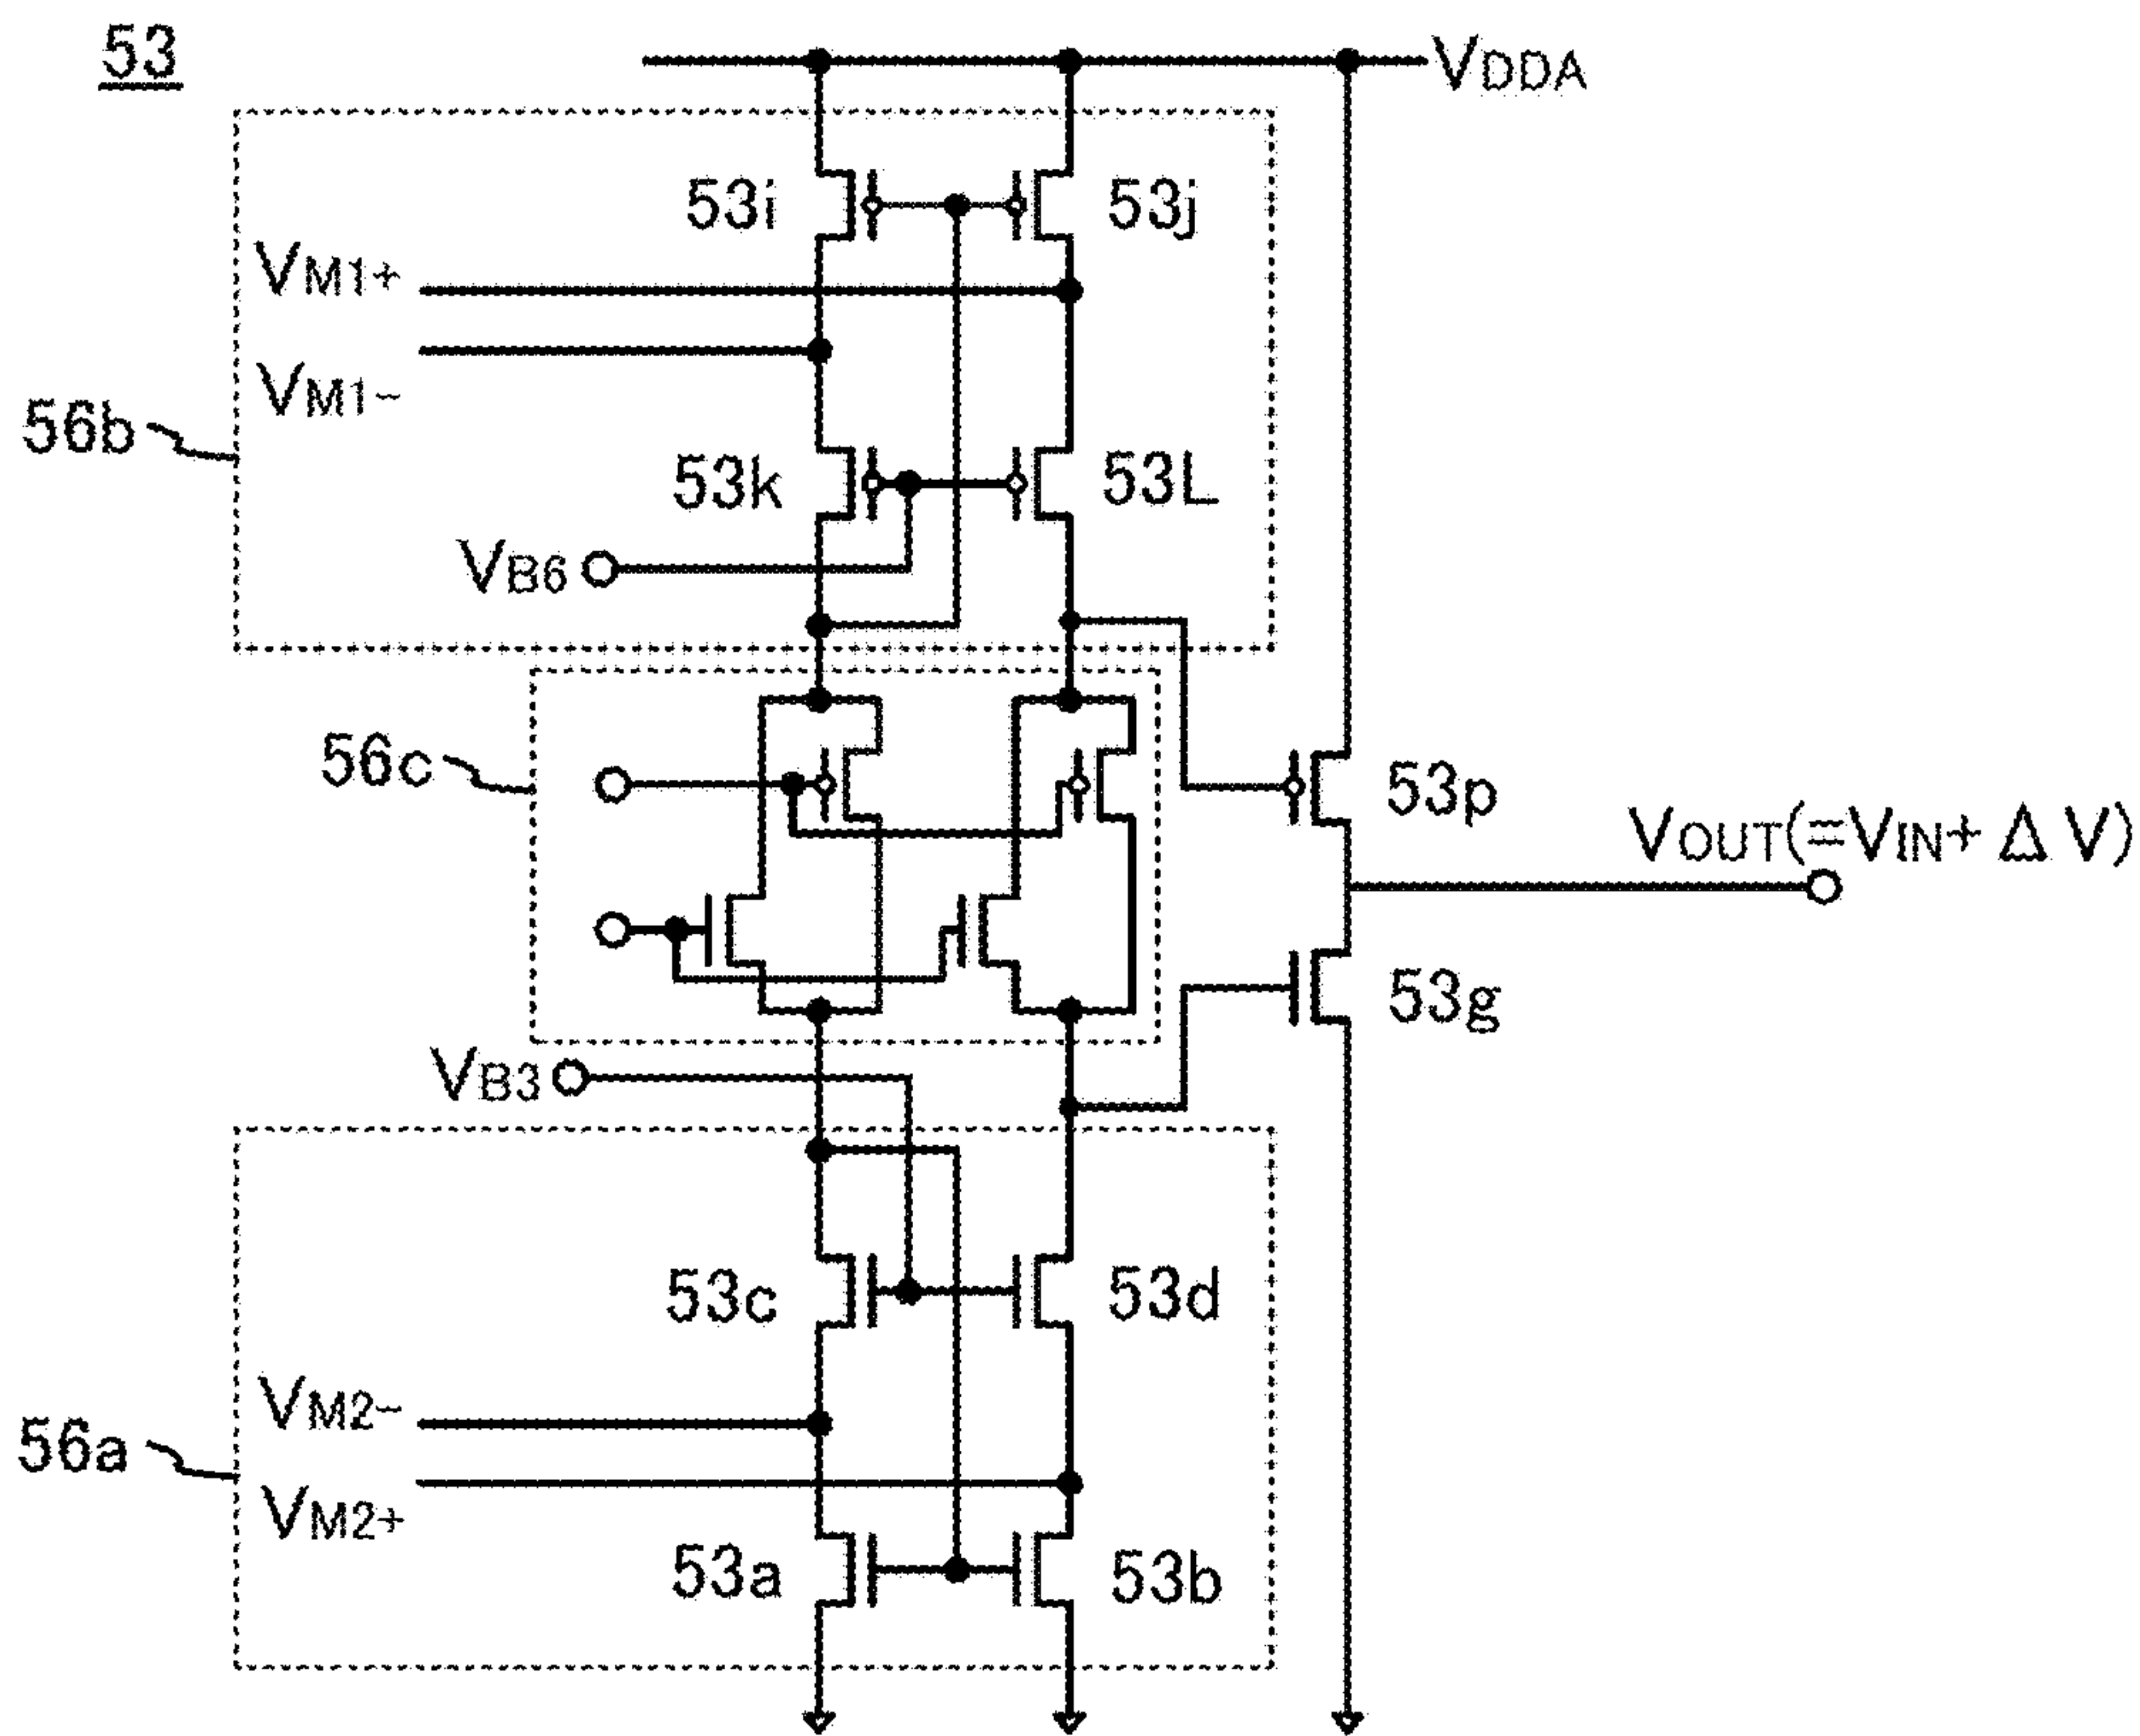 53
VDDA
53i
53j
VM1+
VM1-
56b
53k
53L
VB6
56c
53p
VOUT(=VIN+ΔV)
53g
VB3
53c
53d
VM2-
56a
VM2+
53a
53b